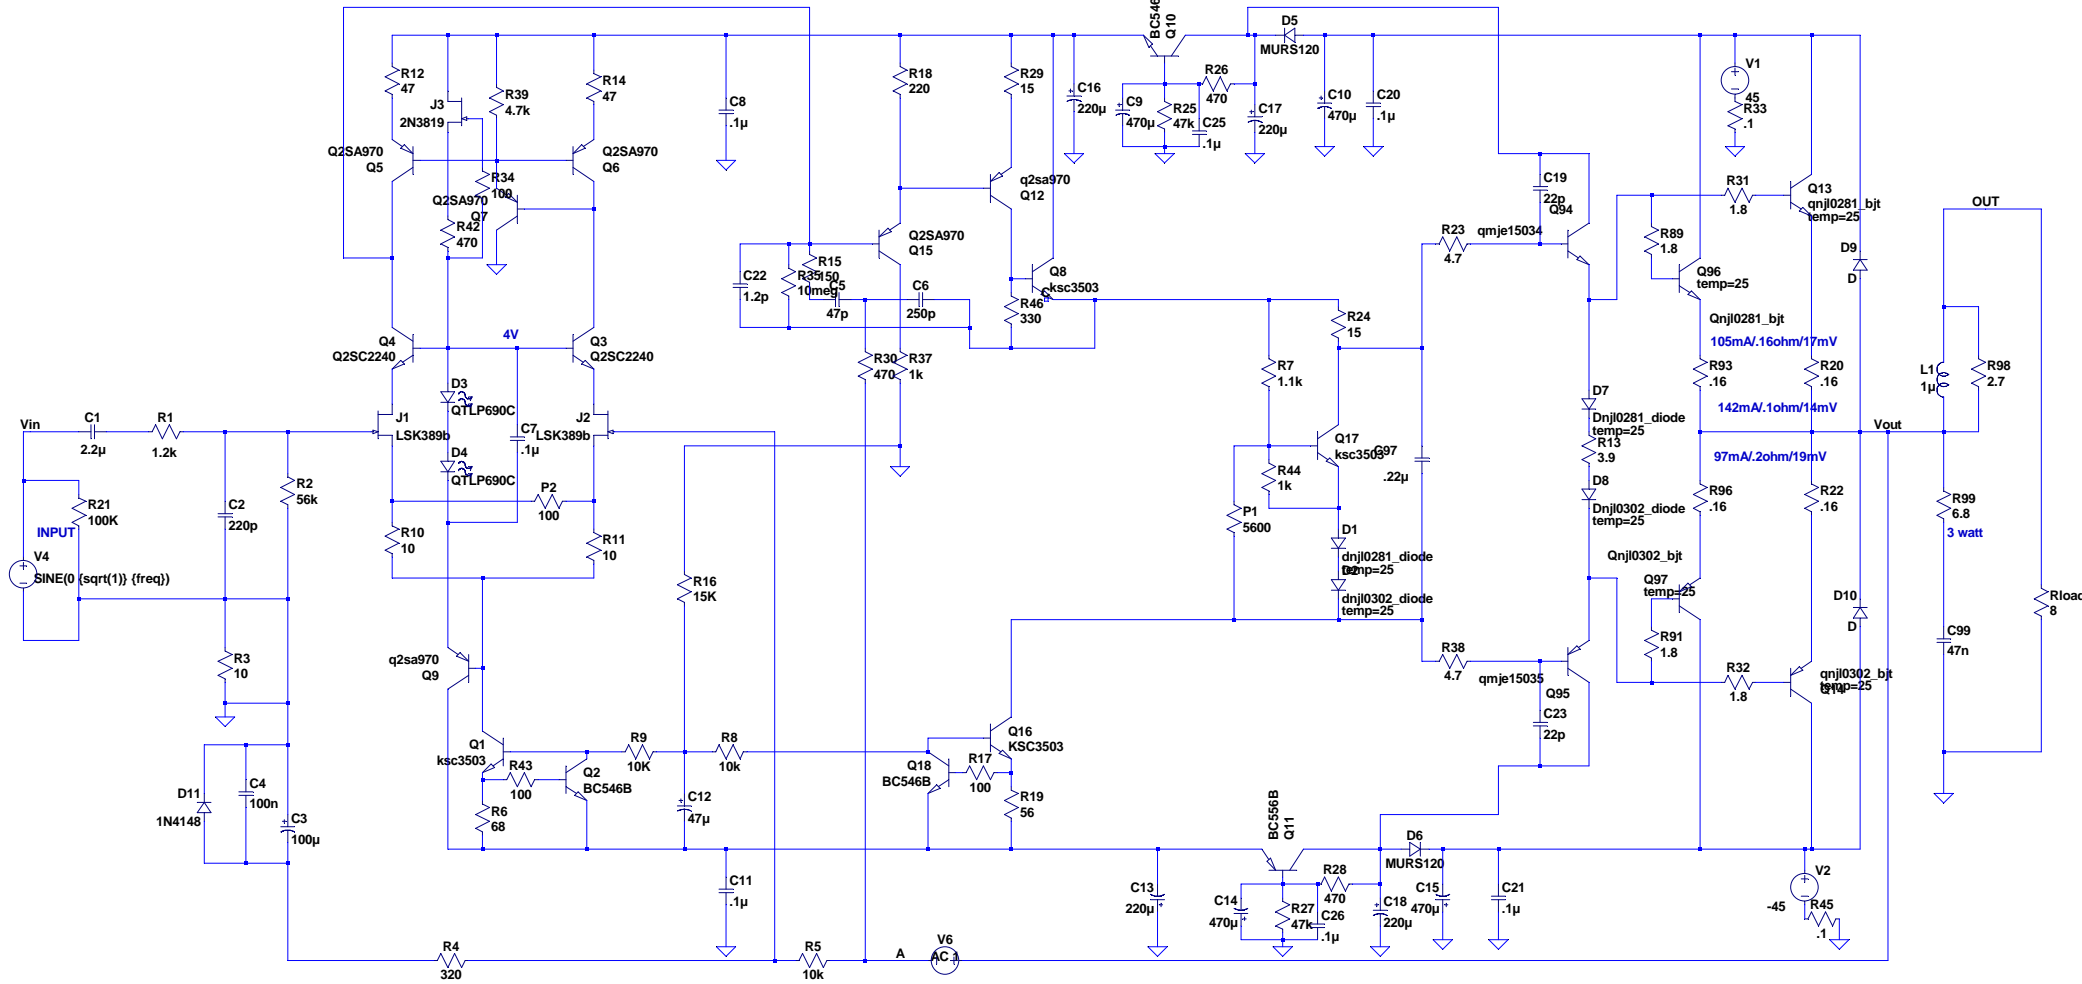 BC546
Q10
D5
MURS120
R12
47
J3
2N3819
R39
4.7k
R14
47
C8
.1µ
R18
220
R29
15
C16
220µ
C9
470µ
R25
47k
C25
.1µ
R26
470
C17
220µ
C10
470µ
C20
.1µ
V1
45
R33
.1
Q2SA970
Q5
Q2SA970
Q6
R34
100
Q2SA970
Q7
R42
470
q2sa970
Q12
C19
22p
Q94
qmje15034
R31
1.8
Q13
qnjl0281_bjt
temp=25
OUT
Q2SA970
Q15
R23
4.7
R89
1.8
D9
D
C22
1.2p
R35
10meg
R15
150
C5
47p
C6
250p
Q8
ksc3503
C
R46
330
Q96
temp=25
Qnjl0281_bjt
R24
15
4V
Q4
Q2SC2240
Q3
Q2SC2240
R30
470
R37
1k
R7
1.1k
105mA/.16ohm/17mV
R93
.16
R20
.16
L1
1µ
R98
2.7
D3
QTLP690C
D7
Dnjl0281_diode
temp=25
142mA/.1ohm/14mV
Vin
C1
2.2µ
R1
1.2k
J1
LSK389b
J2
LSK389b
C7
.1µ
Vout
R13
3.9
Q17
ksc3503
C97
.22µ
97mA/.2ohm/19mV
D4
QTLP690C
R44
1k
D8
Dnjl0302_diode
temp=25
R96
.16
R22
.16
R2
56k
R21
100K
C2
220p
P2
100
R99
6.8
3 watt
INPUT
P1
5600
R10
10
R11
10
D1
dnjl0281_diode
temp=25
D2
dnjl0302_diode
temp=25
V4
SINE(0 {sqrt(1)} {freq})
R16
15K
Qnjl0302_bjt
Q97
temp=25
D10
D
Rload
8
R3
10
q2sa970
Q9
R38
4.7
qmje15035
Q95
R91
1.8
R32
1.8
qnjl0302_bjt
temp=25
Q14
C99
47n
C23
22p
Q1
ksc3503
R43
100
Q2
BC546B
R9
10K
R8
10k
Q18
BC546B
R17
100
Q16
KSC3503
R19
56
D11
1N4148
C4
100n
C3
100µ
R6
68
C12
47µ
BC556B
Q11
D6
MURS120
C11
.1µ
C13
220µ
C14
470µ
R27
47k
C26
.1µ
R28
470
C18
220µ
C15
470µ
C21
.1µ
V2
-45
R45
.1
R4
320
R5
10k
A
V6
AC 1